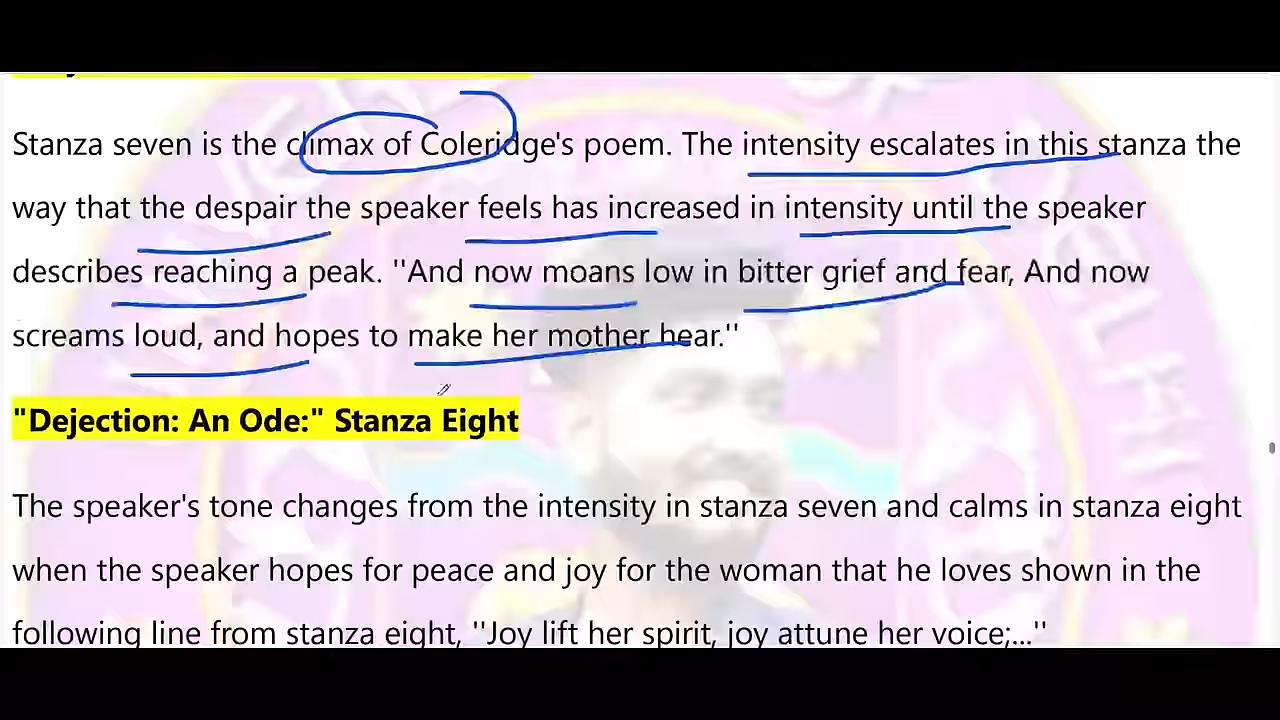 Stanza seven is the climax of Coleridge's poem. The intensity escalates in this stanza the
way that the despair the speaker feels has increased in intensity until the speaker
describes reaching a peak. ''And now moans low in bitter grief and fear, And now
screams loud, and hopes to make her mother hear.''
"Dejection: An Ode:" Stanza Eight
The speaker's tone changes from the intensity in stanza seven and calms in stanza eight
when the speaker hopes for peace and joy for the woman that he loves shown in the
following line from stanza eight, ''Joy lift her spirit, joy attune her voice;...''